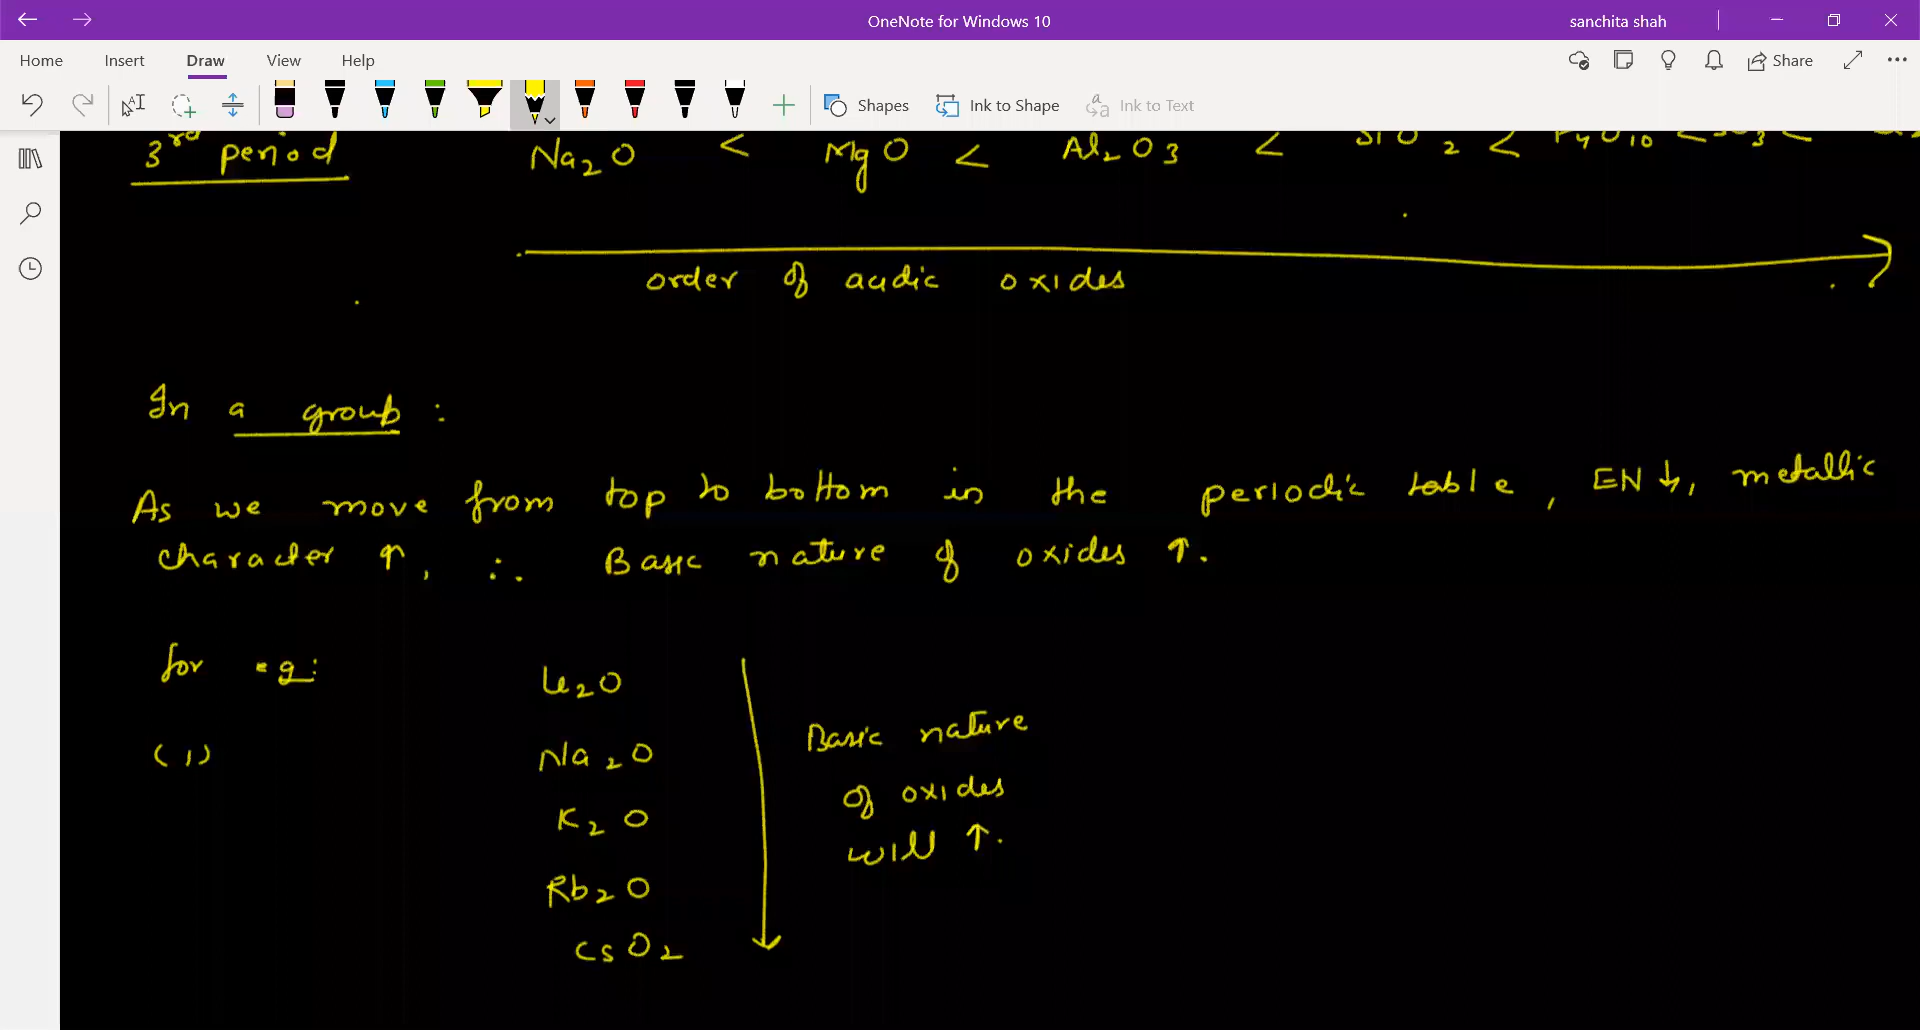 OneNote for Windows 10
sanchita shah
Home Insert Draw View Help
Share
Shapes Ink to Shape Ink to Text
3rd period Na2O < MgO < Al2O3 < SiO2 < P4O10 < SO3 <
order of acidic oxides
In a group :
As we move from top to bottom in the periodic table, EN ↓, metallic
character ↑, ∴ Basic nature of oxides ↑.
for eg:
Li2O
(1) Na2O
K2O
Rb2O
CsO2
Basic nature
of oxides
will ↑.